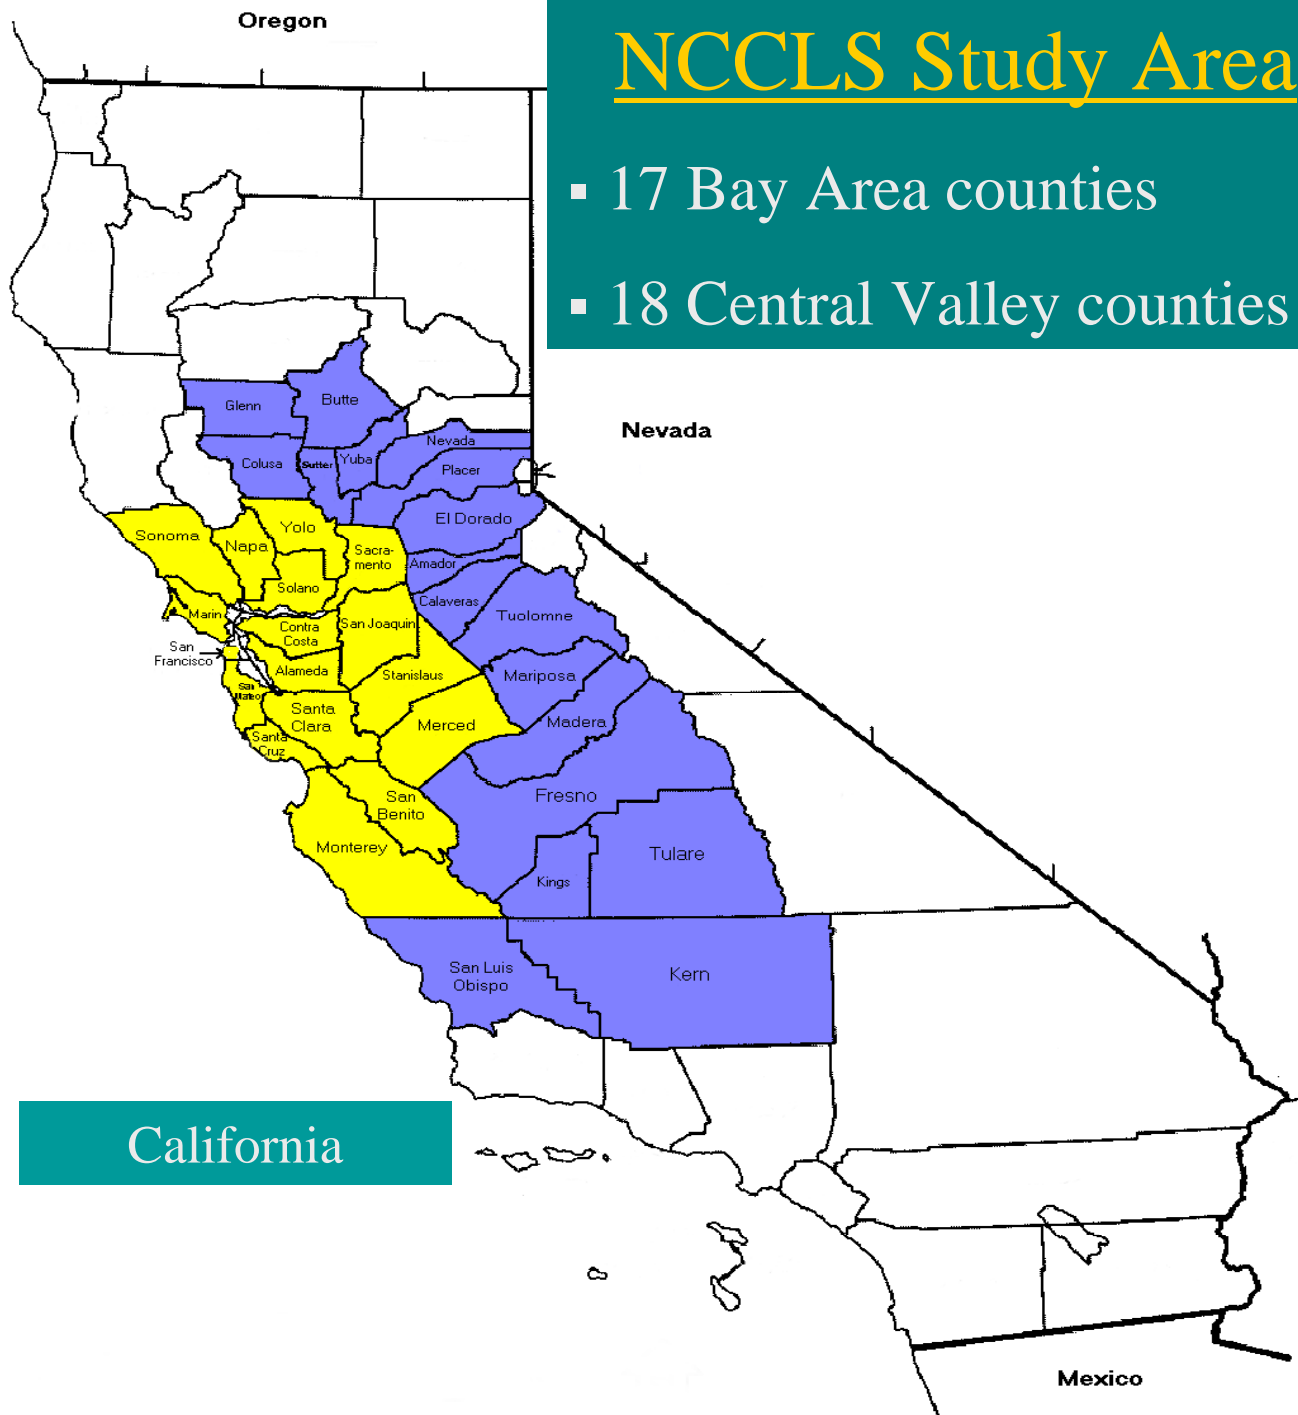 Oregon
NCCLS Study Area
▪ 17 Bay Area counties
▪ 18 Central Valley counties
Nevada
Glenn
Butte
Colusa
Sutter
Yuba
Nevada
Placer
El Dorado
Sonoma
Napa
Yolo
Sacra-
mento
Amador
Solano
Calaveras
Marin
Contra
Costa
San Joaquin
Tuolomne
San
Francisco
Alameda
Stanislaus
Mariposa
San
Mateo
Santa
Clara
Merced
Madera
Santa
Cruz
San
Benito
Fresno
Monterey
Tulare
Kings
San Luis
Obispo
Kern
California
Mexico